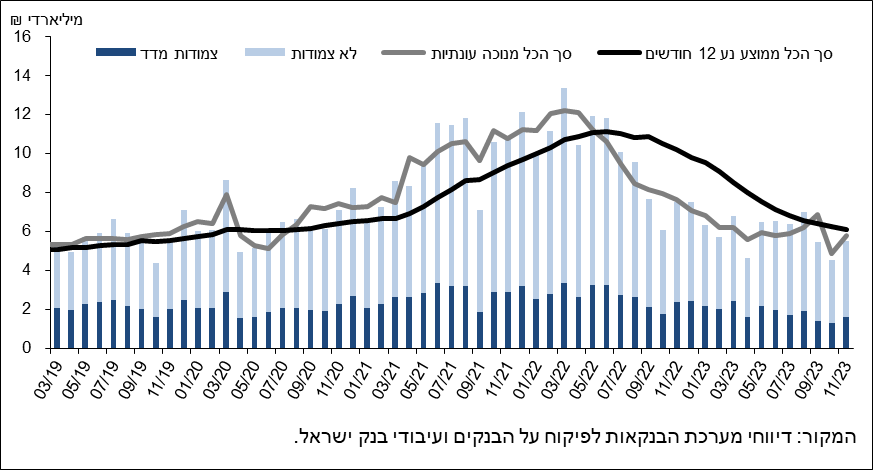 מיליארדי ₪
צמודות מדד לא צמודות סך הכל מנוכה עונתיות סך הכל ממוצע נע 12 חודשים
16
14
12
10
8
6
4
2
0
03/19 05/19 07/19 09/19 11/19 01/20 03/20 05/20 07/20 09/20 11/20 01/21 03/21 05/21 07/21 09/21 11/21 01/22 03/22 05/22 07/22 09/22 11/22 01/23 03/23 05/23 07/23 09/23 11/23
המקור: דיווחי מערכת הבנקאות לפיקוח על הבנקים ועיבודי בנק ישראל.